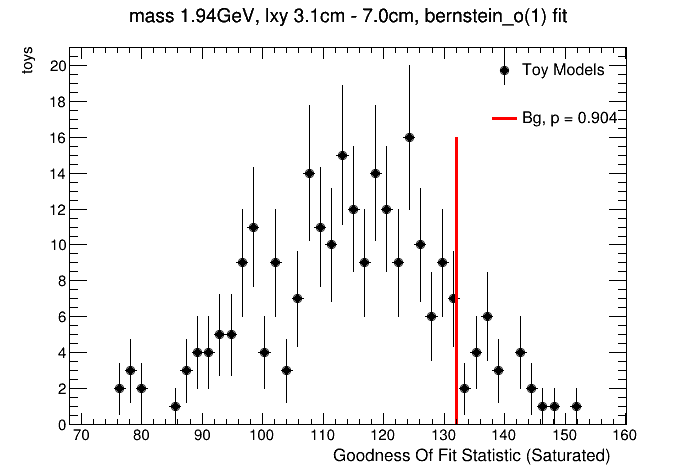 mass 1.94GeV, lxy 3.1cm - 7.0cm, bernstein_o(1) fit
toys
20
18
16
14
12
10
8
6
4
2
0
Toy Models
Bg, p = 0.904
70 80 90 100 110 120 130 140 150 160
Goodness Of Fit Statistic (Saturated)